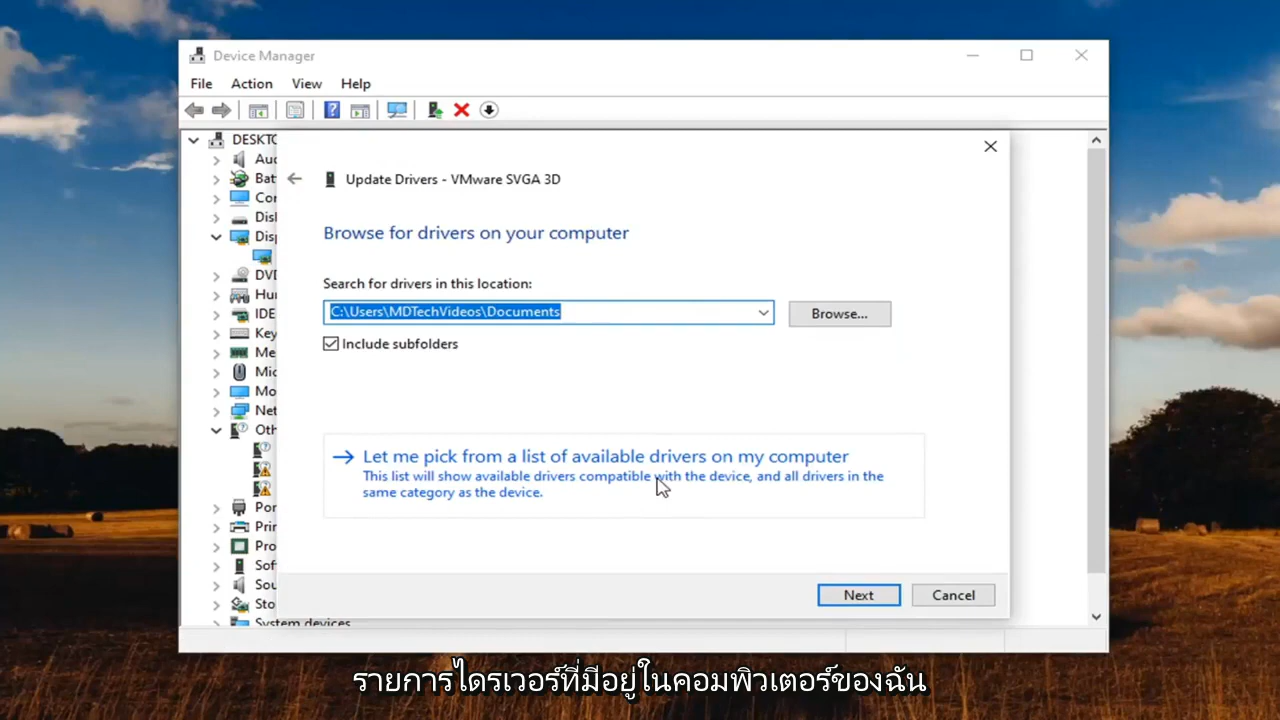 Device Manager
File Action View Help
DESKTO
Aud
Bat
Cor
Disk
Disp
DVD
Hun
IDE
Key
Me
Mic
Mo
Net
Oth
Por
Prin
Pro
Sof
Sou
Sto
System devices
Update Drivers - VMware SVGA 3D
Browse for drivers on your computer
Search for drivers in this location:
C:\Users\MDTechVideos\Documents
Browse...
Include subfolders
Let me pick from a list of available drivers on my computer
This list will show available drivers compatible with the device, and all drivers in the
same category as the device.
Next Cancel
รายการไดรเวอร์ที่มีอยู่ในคอมพิวเตอร์ของฉัน